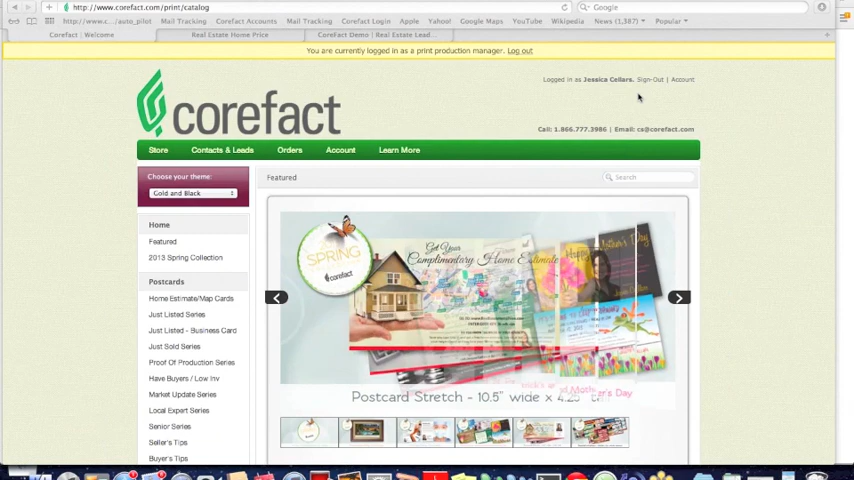 http://www.corefact.com/print/catalog
Google
http://www.c.../auto_pilot Mail Tracking Corefact Accounts Mail Tracking Corefact Login Apple Yahoo! Google Maps YouTube Wikipedia News (1,387) Popular
Corefact | Welcome
Real Estate Home Price
CoreFact Demo | Real Estate Lead...
You are currently logged in as a print production manager. Log out
Logged in as Jessica Cellars. Sign-Out | Account
corefact
Call: 1.866.777.3986 | Email: cs@corefact.com
Store Contacts & Leads Orders Account Learn More
Choose your theme:
Gold and Black
Featured
Search
Home
Featured
2013 Spring Collection
Postcards
Home Estimate/Map Cards
Just Listed Series
Just Listed - Business Card
Just Sold Series
Proof Of Production Series
Have Buyers / Low Inv
Market Update Series
Local Expert Series
Senior Series
Seller's Tips
Buyer's Tips
SPRING
corefact
Get Your
Complimentary Home Estimate
Happy
Mother's Day
Postcard Stretch - 10.5" wide x 4.25"